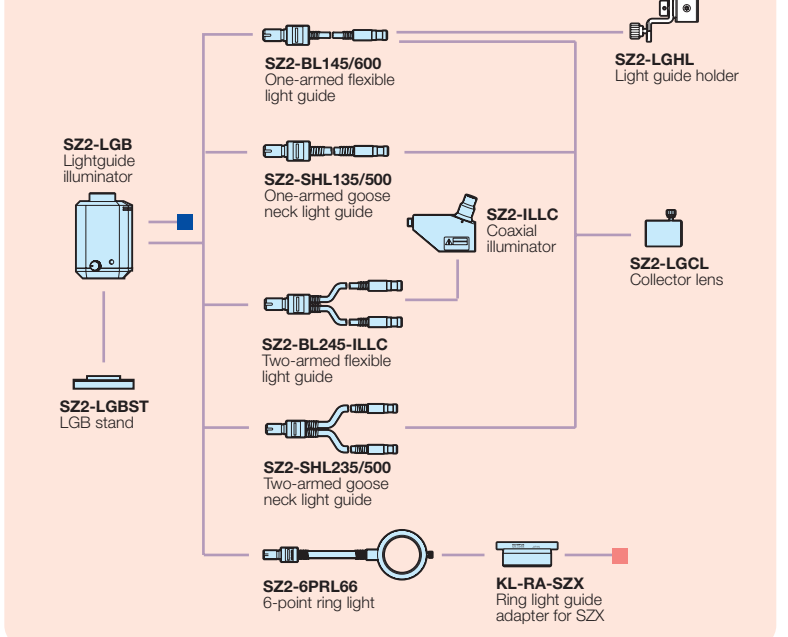 SZ2-BL145/600
One-armed flexible
light guide
SZ2-LGHL
Light guide holder
SZ2-LGB
Lightguide
illuminator
SZ2-SHL135/500
One-armed goose
neck light guide
SZ2-ILLC
Coaxial
illuminator
SZ2-LGCL
Collector lens
SZ2-BL245-ILLC
Two-armed flexible
light guide
SZ2-LGBST
LGB stand
SZ2-SHL235/500
Two-armed goose
neck light guide
SZ2-6PRL66
6-point ring light
KL-RA-SZX
Ring light guide
adapter for SZX